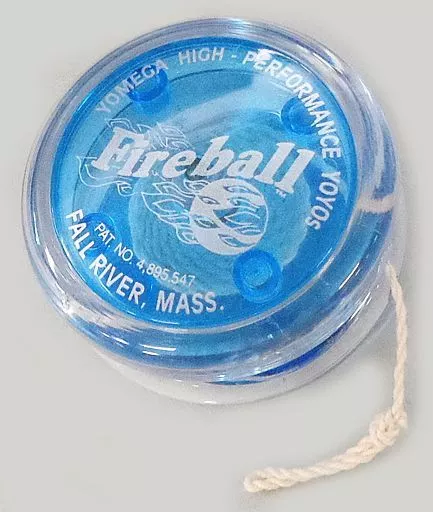 YOMEGA HIGH-PERFORMANCE YOYOS
Fireball
PAT NO. 4,895,547
FALL RIVER, MASS.